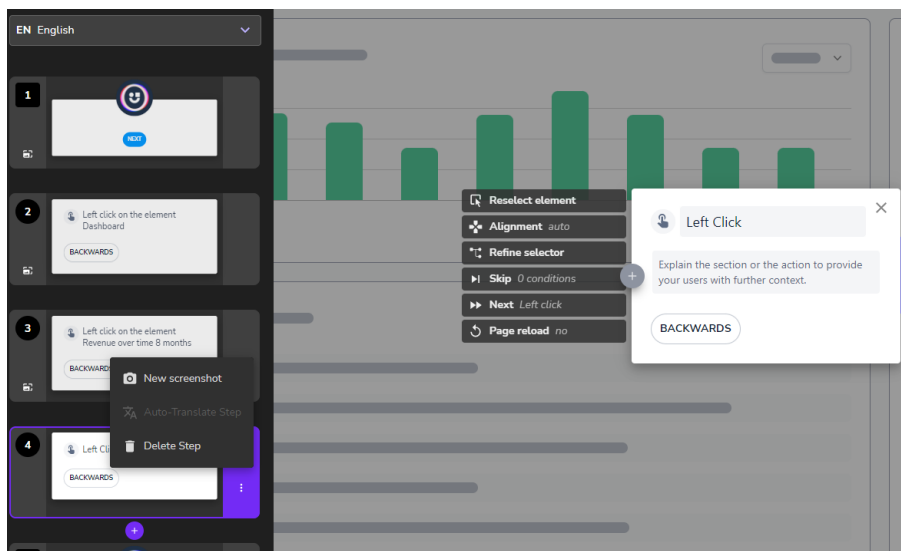 EN English
1
NEXT
2
Left click on the element
Dashboard
BACKWARDS
3
Left click on the element
Revenue over time 8 months
BACKWARD
New screenshot
Auto-Translate Step
Delete Step
4
Left Cli
BACKWARDS
Reselect element
Alignment auto
Refine selector
Skip 0 conditions
Next Left click
Page reload no
Left Click
Explain the section or the action to provide
your users with further context.
BACKWARDS